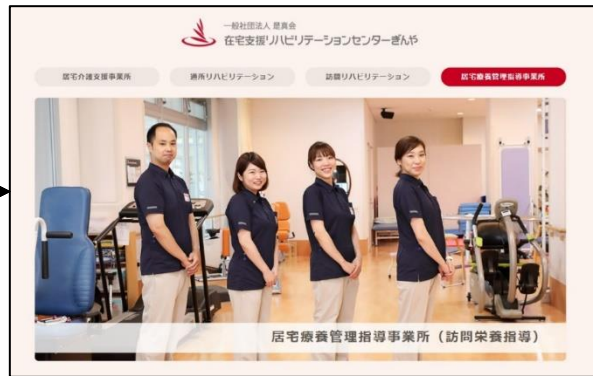 一般社団法人 是真会
在宅支援リハビリテーションセンターぎんや
居宅介護支援事業所
通所リハビリテーション
訪問リハビリテーション
居宅療養管理指導事業所
居宅療養管理指導事業所（訪問栄養指導）